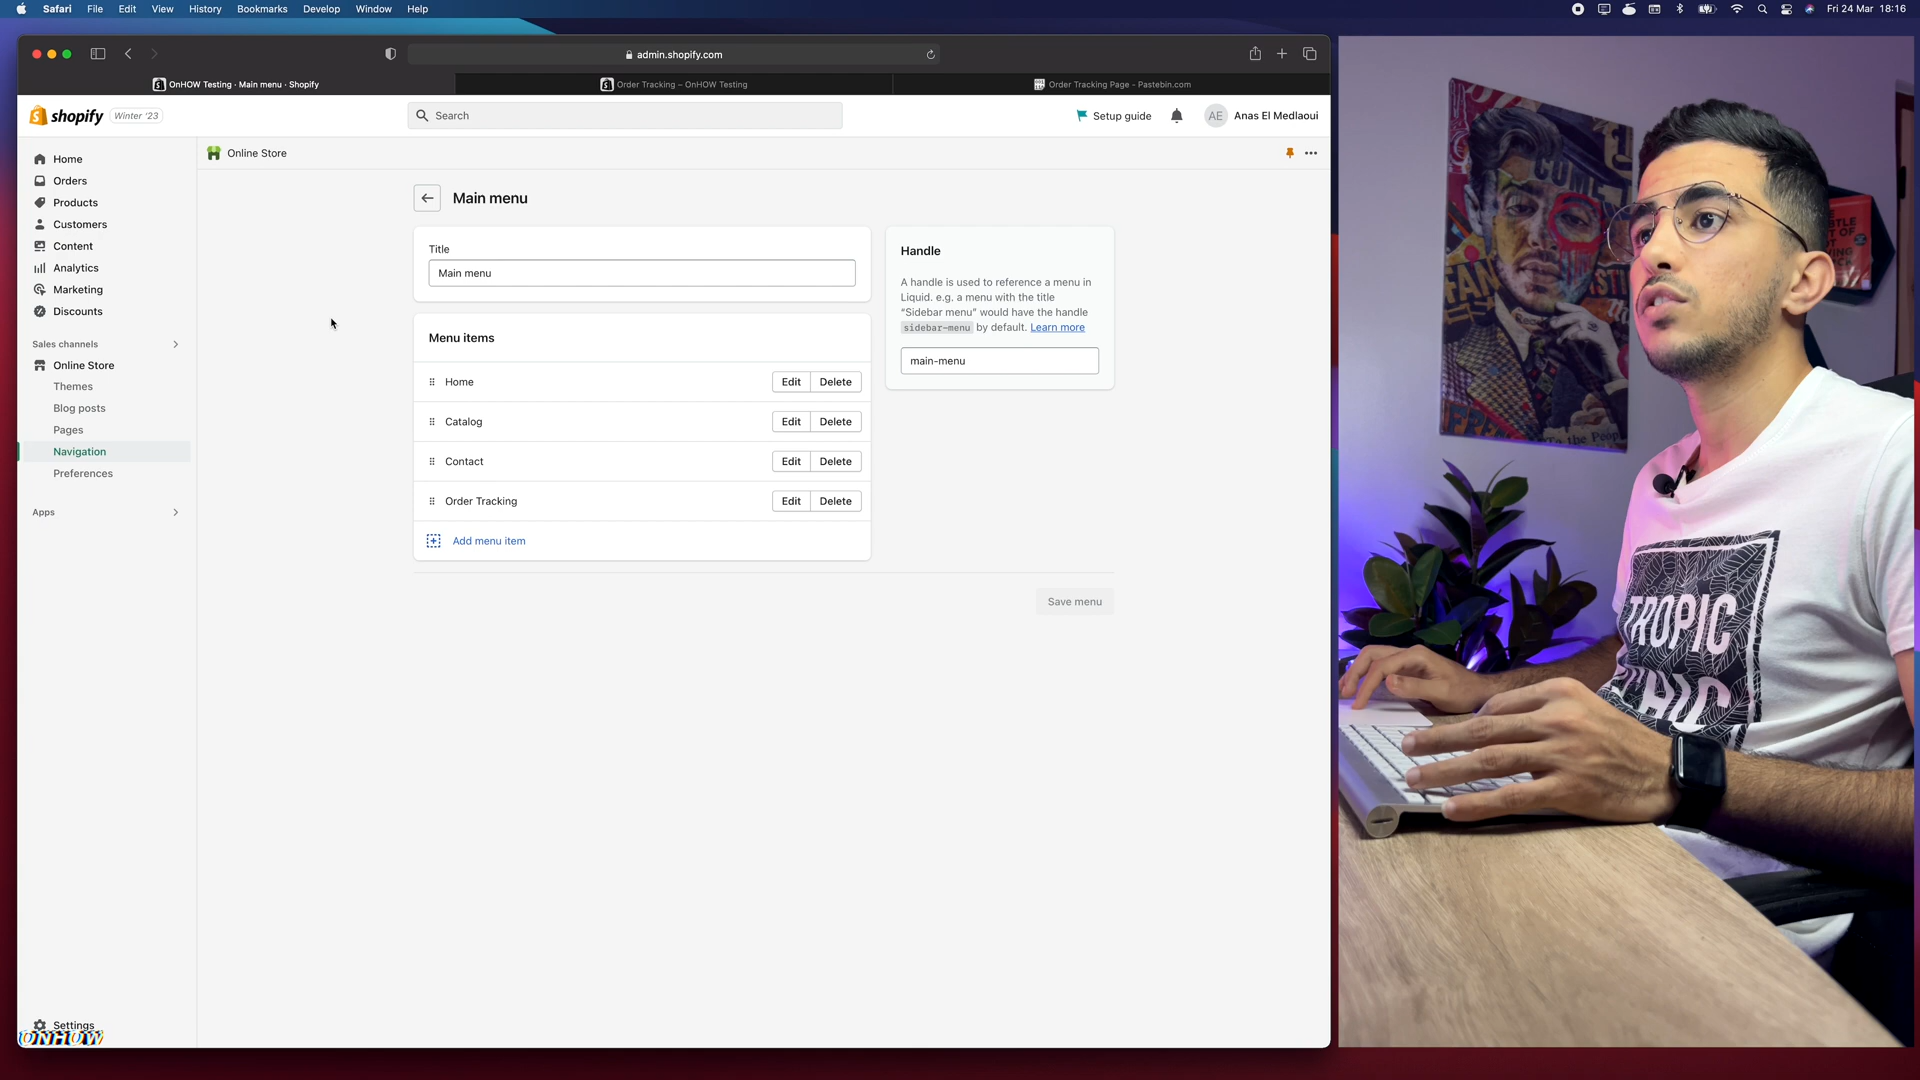 Safari File Edit View History Bookmarks Develop Window Help
Fri 24 Mar 18:16
admin.shopify.com
OnHOW Testing · Main menu · Shopify
Order Tracking – OnHOW Testing
Order Tracking Page - Pastebin.com
shopify
Winter '23
Search
Setup guide
AE
Anas El Medlaoui
Home
Orders
Products
Customers
Content
Analytics
Marketing
Discounts
Sales channels
Online Store
Themes
Blog posts
Pages
Navigation
Preferences
Apps
Settings
ONHOW
Online Store
Main menu
Title
Main menu
Menu items
Home
Edit
Delete
Catalog
Edit
Delete
Contact
Edit
Delete
Order Tracking
Edit
Delete
Add menu item
Handle
A handle is used to reference a menu in
Liquid. e.g. a menu with the title
"Sidebar menu" would have the handle
sidebar-menu by default. Learn more
main-menu
Save menu
to the People
TROPIC